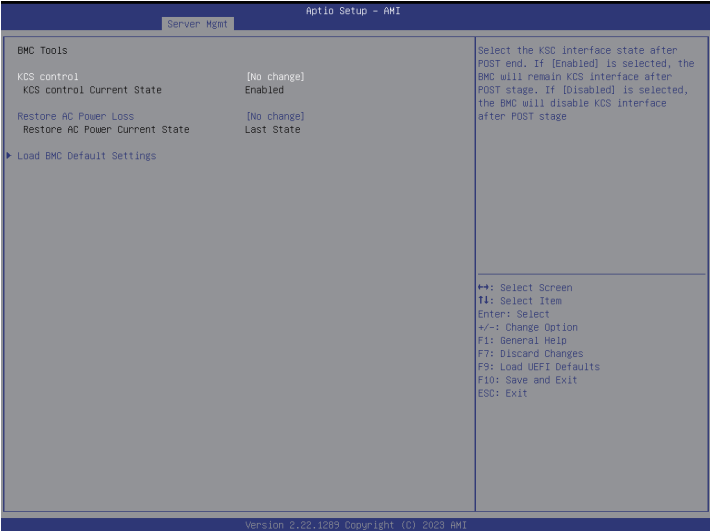 Aptio Setup – AMI
Server Mgmt
BMC Tools
KCS control [No change]
KCS control Current State Enabled
Restore AC Power Loss [No change]
Restore AC Power Current State Last State
Load BMC Default Settings
Select the KSC interface state after
POST end. If [Enabled] is selected, the
BMC will remain KCS interface after
POST stage. If [Disabled] is selected,
the BMC will disable KCS interface
after POST stage
↔: Select Screen
↑↓: Select Item
Enter: Select
+/-: Change Option
F1: General Help
F7: Discard Changes
F9: Load UEFI Defaults
F10: Save and Exit
ESC: Exit
Version 2.22.1289 Copyright (C) 2023 AMI